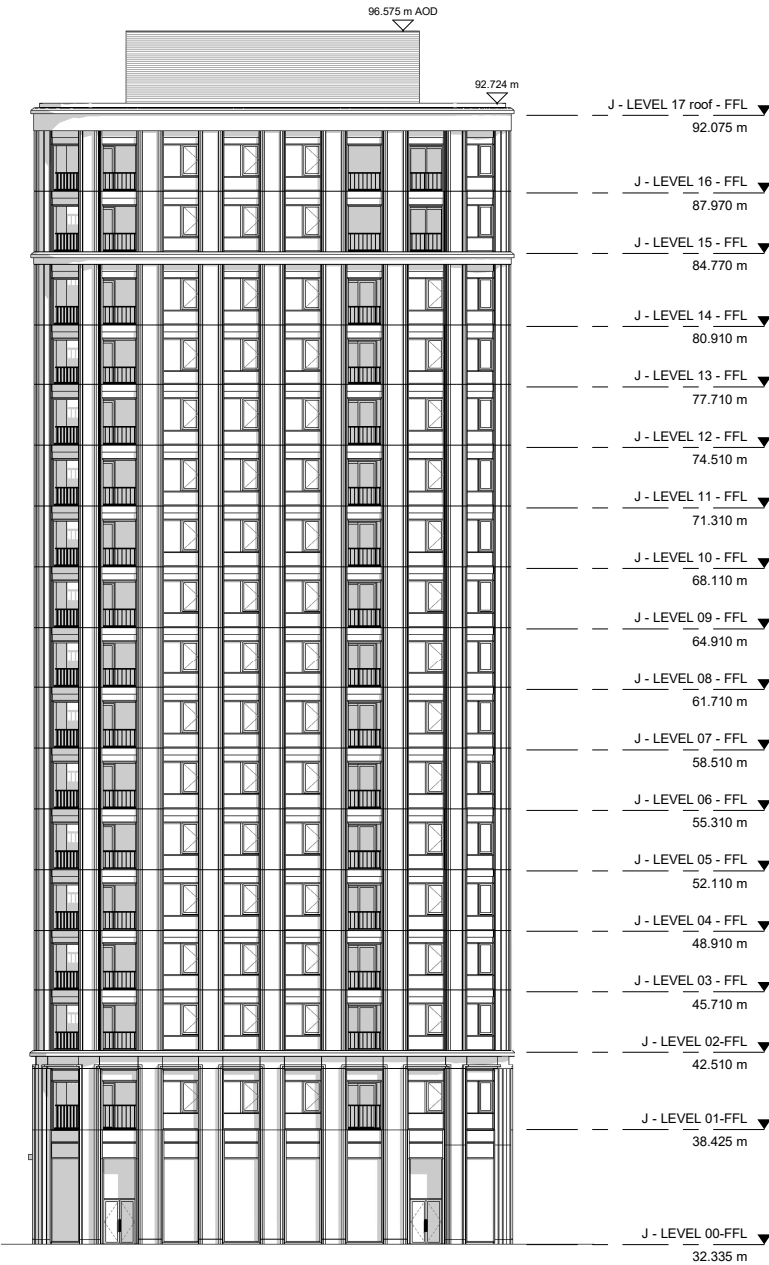 96.575 m AOD
92.724 m
J - LEVEL 17 roof - FFL
92.075 m
J - LEVEL 16 - FFL
87.970 m
J - LEVEL 15 - FFL
84.770 m
J - LEVEL 14 - FFL
80.910 m
J - LEVEL 13 - FFL
77.710 m
J - LEVEL 12 - FFL
74.510 m
J - LEVEL 11 - FFL
71.310 m
J - LEVEL 10 - FFL
68.110 m
J - LEVEL 09 - FFL
64.910 m
J - LEVEL 08 - FFL
61.710 m
J - LEVEL 07 - FFL
58.510 m
J - LEVEL 06 - FFL
55.310 m
J - LEVEL 05 - FFL
52.110 m
J - LEVEL 04 - FFL
48.910 m
J - LEVEL 03 - FFL
45.710 m
J - LEVEL 02-FFL
42.510 m
J - LEVEL 01-FFL
38.425 m
J - LEVEL 00-FFL
32.335 m